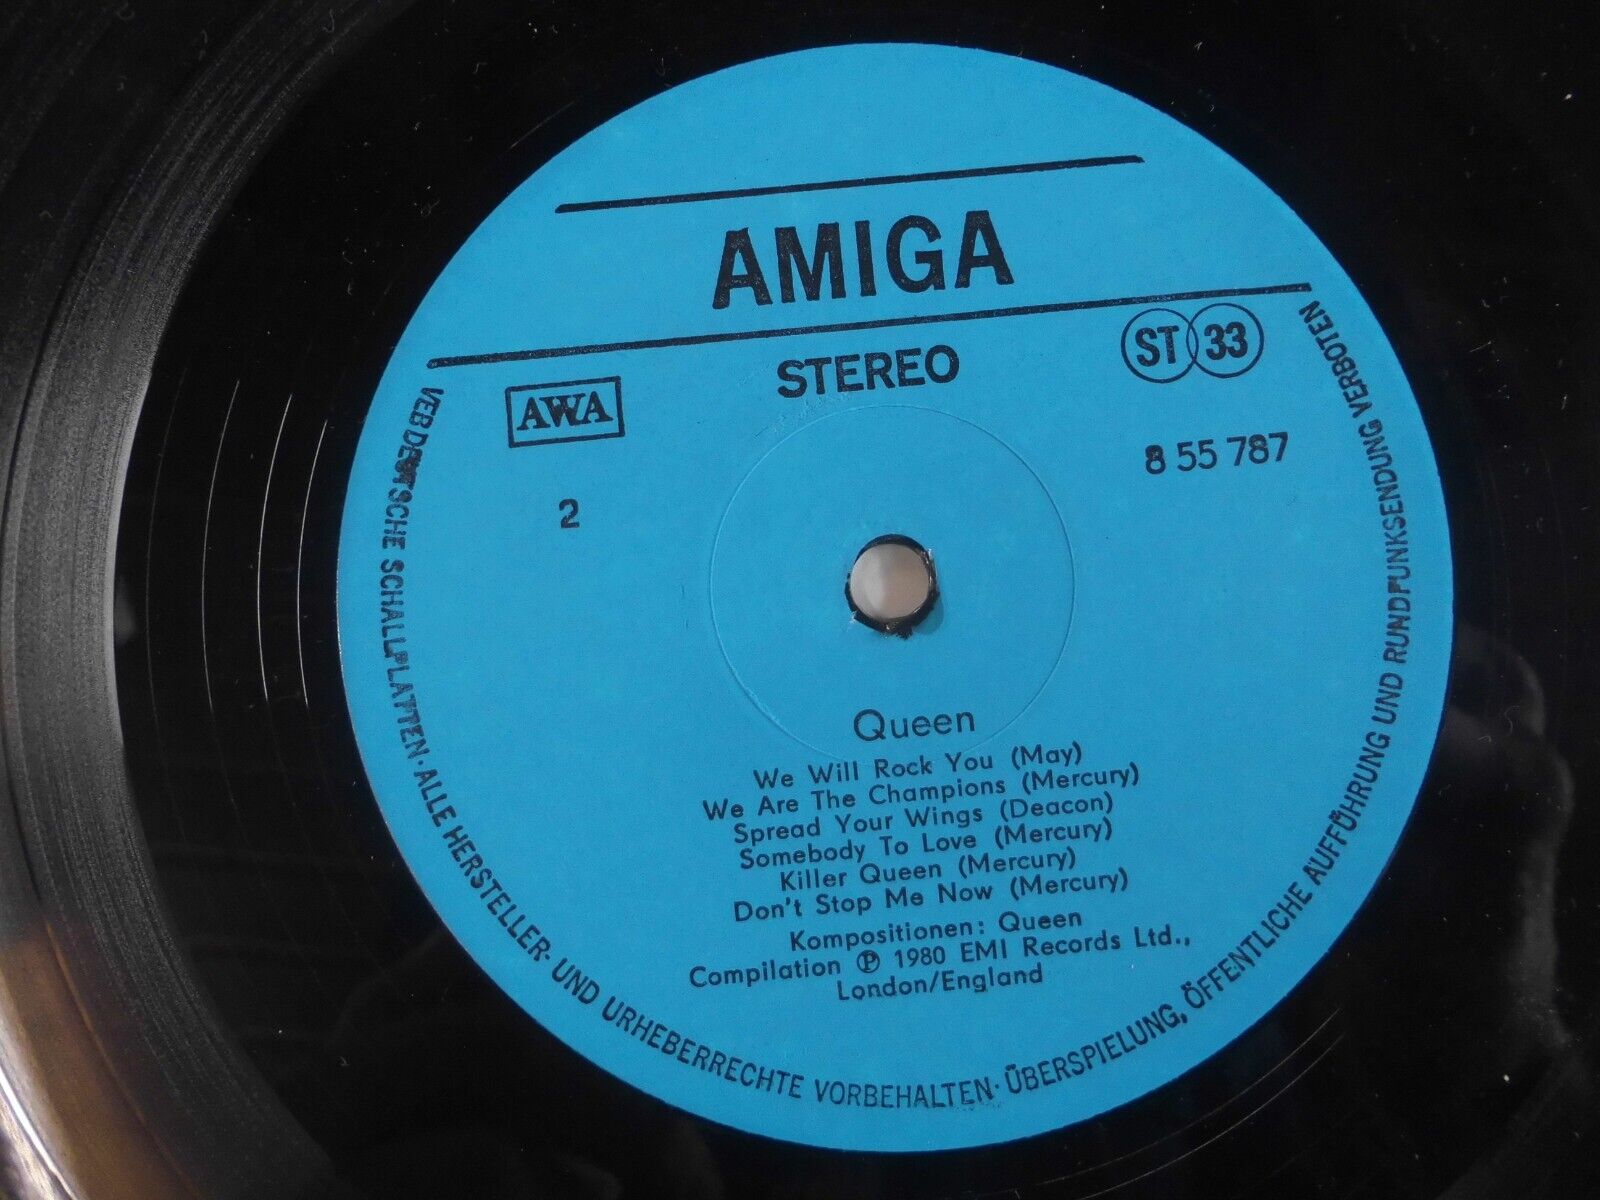 AMIGA
STEREO
ST 33
AWA
8 55 787
2
Queen
We Will Rock You (May)
We Are The Champions (Mercury)
Spread Your Wings (Deacon)
Somebody To Love (Mercury)
Killer Queen (Mercury)
Don't Stop Me Now (Mercury)
Kompositionen: Queen
Compilation ℗ 1980 EMI Records Ltd.,
London/England
VEB DEUTSCHE SCHALLPLATTEN · ALLE HERSTELLER- UND URHEBERRECHTE VORBEHALTEN · ÜBERSPIELUNG, ÖFFENTLICHE AUFFÜHRUNG UND RUNDFUNKSENDUNG VERBOTEN